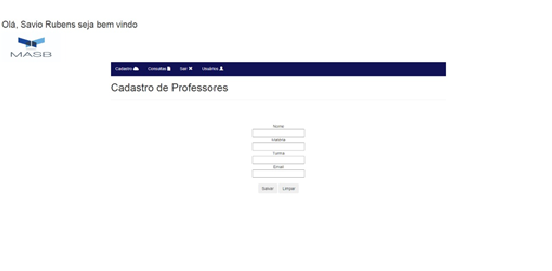 Olá, Savio Rubens seja bem vindo
MASB
Cadastro Consultas Sair Usuários
Cadastro de Professores
Nome
Matéria
Turma
Email
Salvar Limpar